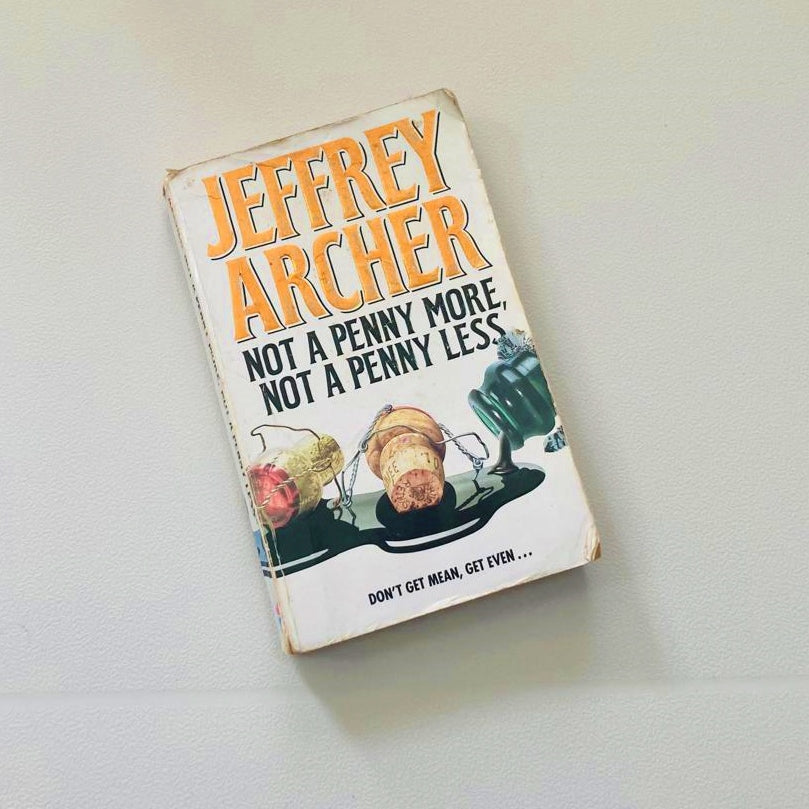 JEFFREY
ARCHER
NOT A PENNY MORE,
NOT A PENNY LESS
DON'T GET MEAN, GET EVEN ...